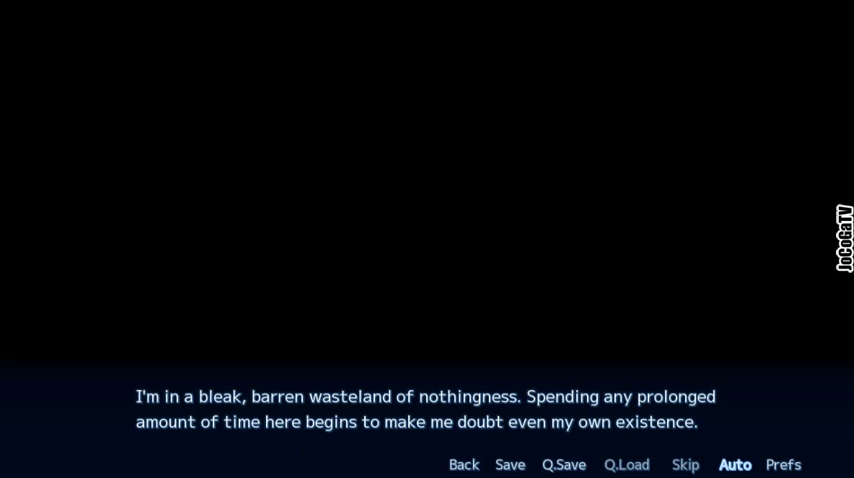 JoCoGaTV
I'm in a bleak, barren wasteland of nothingness. Spending any prolonged
amount of time here begins to make me doubt even my own existence.
Back Save Q.Save Q.Load Skip Auto Prefs